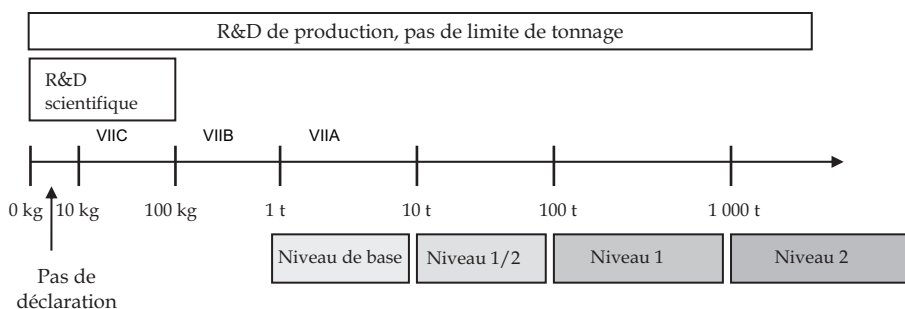 R&D de production, pas de limite de tonnage
R&D
scientifique
VIIC VIIB VIIA
0 kg 10 kg 100 kg 1 t 10 t 100 t 1 000 t
Niveau de base Niveau 1/2 Niveau 1 Niveau 2
Pas de
déclaration